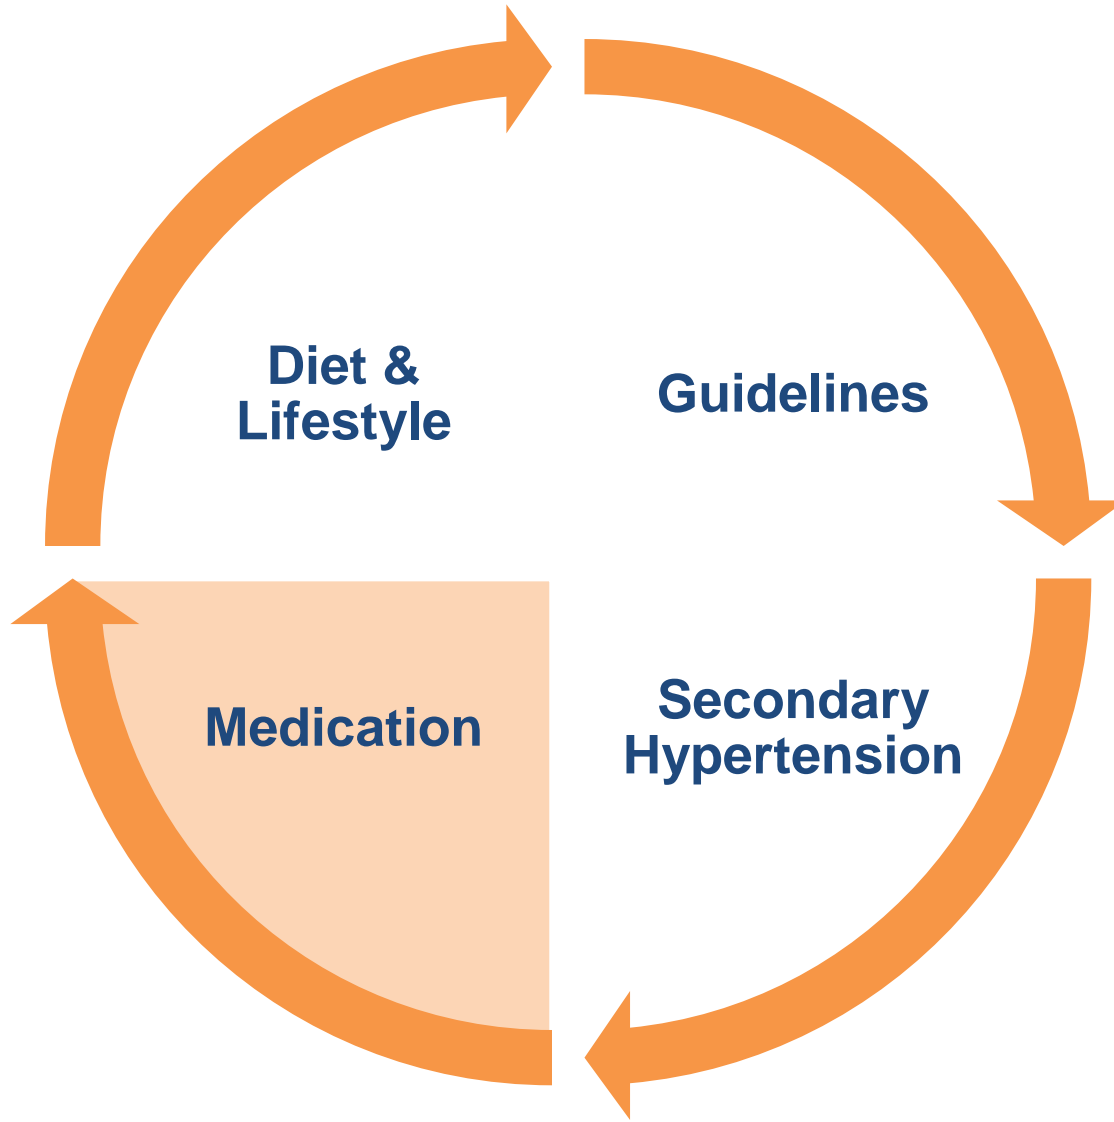 Diet &
Lifestyle
Guidelines
Medication
Secondary
Hypertension